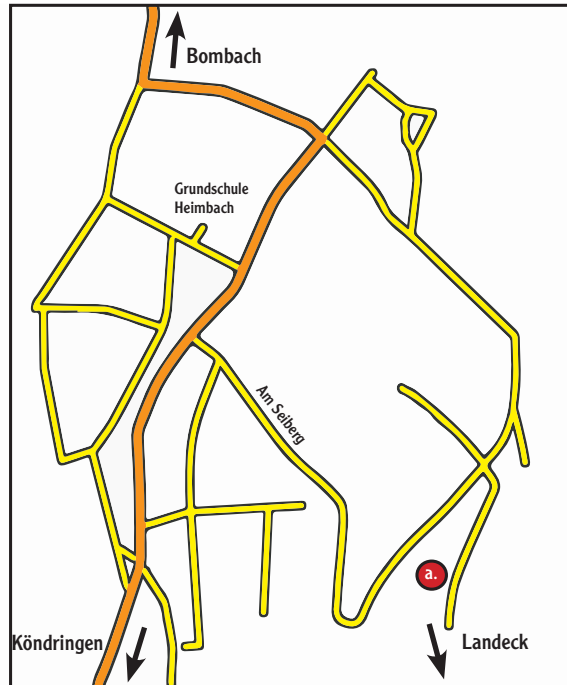 Bombach
Grundschule
Heimbach
Am Seiberg
a.
Köndringen
Landeck